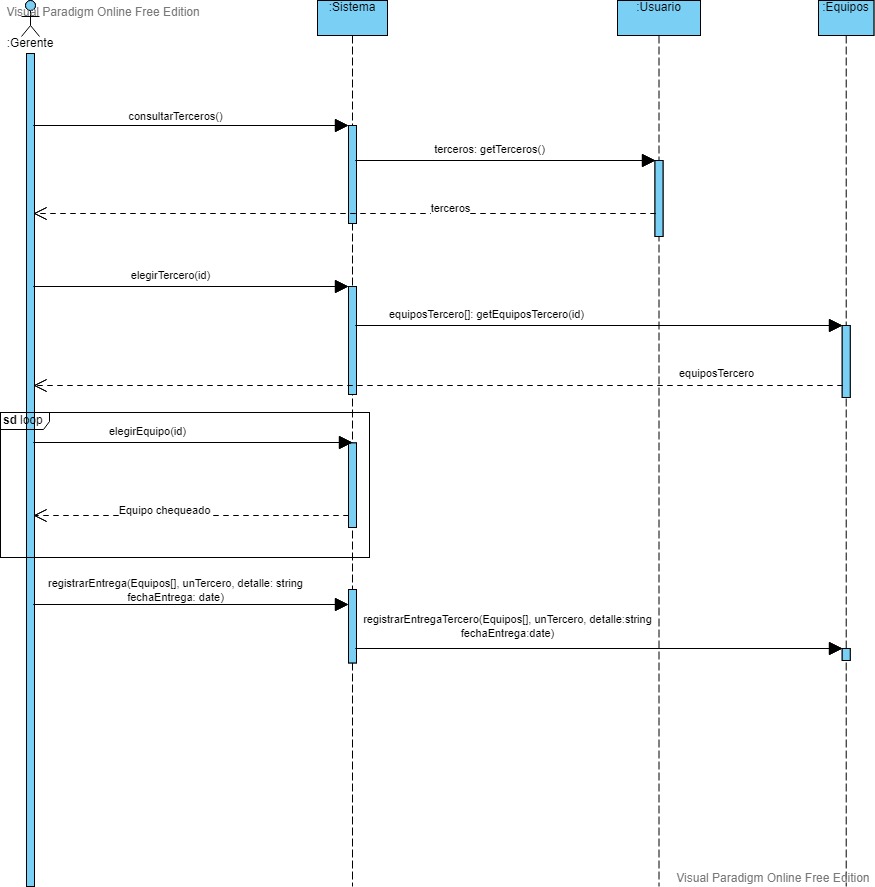 Visual Paradigm Online Free Edition
:Gerente
:Sistema
:Usuario
:Equipos
consultarTerceros()
terceros: getTerceros()
terceros
elegirTercero(id)
equiposTercero[]: getEquiposTercero(id)
equiposTercero
sd loop
elegirEquipo(id)
Equipo chequeado
registrarEntrega(Equipos[], unTercero, detalle: string
fechaEntrega: date)
registrarEntregaTercero(Equipos[], unTercero, detalle:string
fechaEntrega:date)
Visual Paradigm Online Free Edition